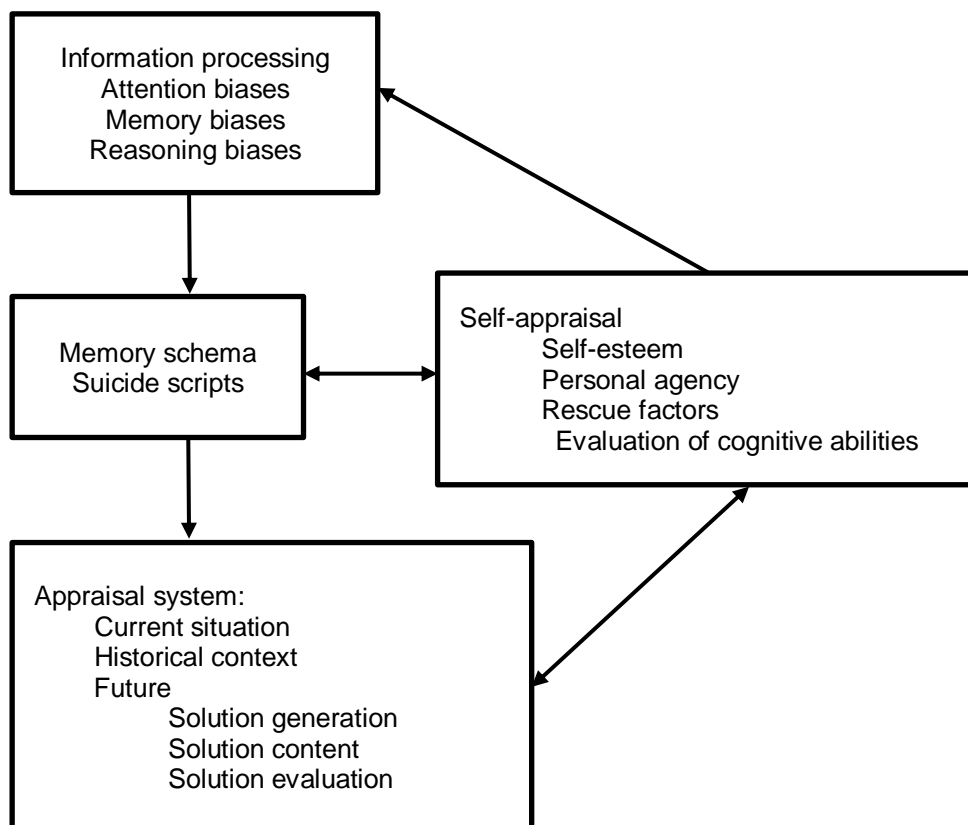 Information processing
Attention biases
Memory biases
Reasoning biases
Memory schema
Suicide scripts
Self-appraisal
Self-esteem
Personal agency
Rescue factors
Evaluation of cognitive abilities
Appraisal system:
Current situation
Historical context
Future
Solution generation
Solution content
Solution evaluation